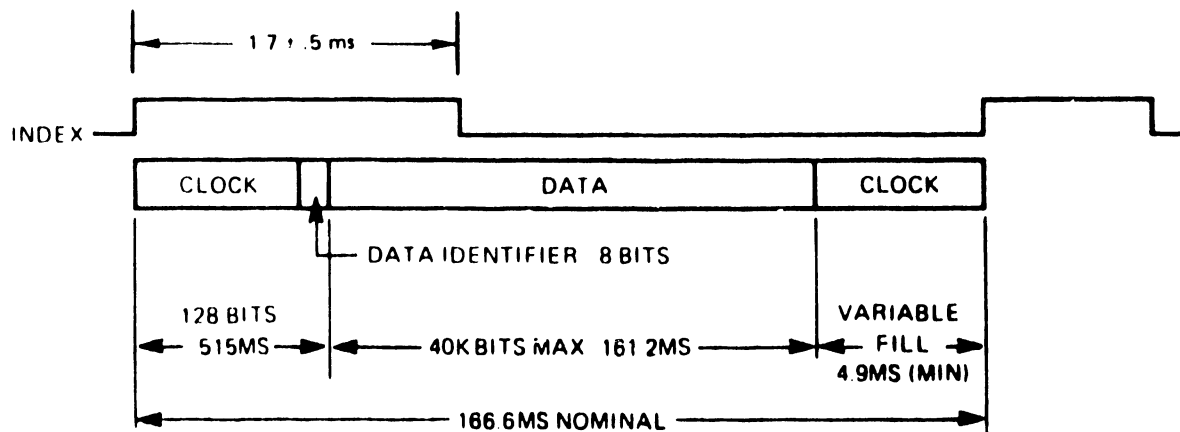 1.7 ± .5 ms
INDEX
CLOCK
DATA
CLOCK
DATA IDENTIFIER 8 BITS
128 BITS
515MS
40K BITS MAX 161.2MS
VARIABLE
FILL
4.9MS (MIN)
166.6MS NOMINAL